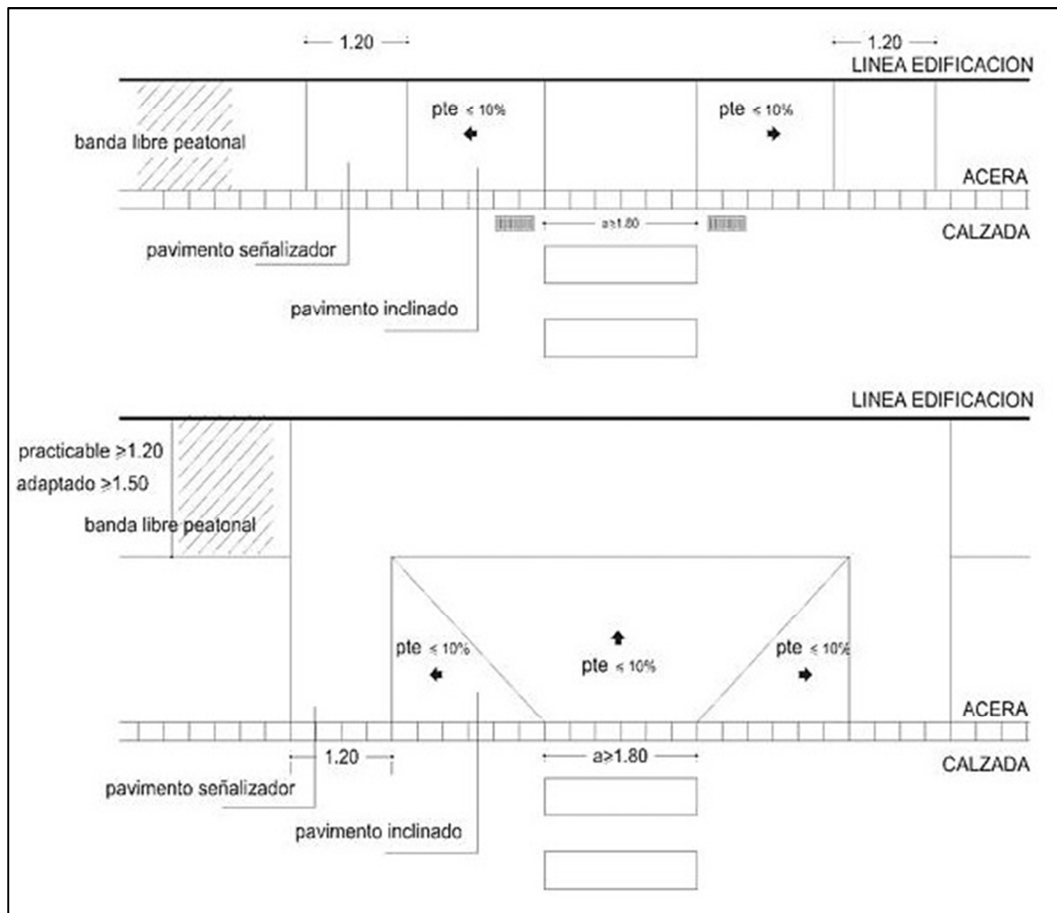 1.20
1.20
LINEA EDIFICACION
pte ≤ 10%
pte ≤ 10%
banda libre peatonal
ACERA
a≥1.80
CALZADA
pavimento señalizador
pavimento inclinado
LINEA EDIFICACION
practicable ≥1.20
adaptado ≥1.50
banda libre peatonal
pte ≤ 10%
pte ≤ 10%
pte ≤ 10%
ACERA
1.20
a≥1.80
CALZADA
pavimento señalizador
pavimento inclinado